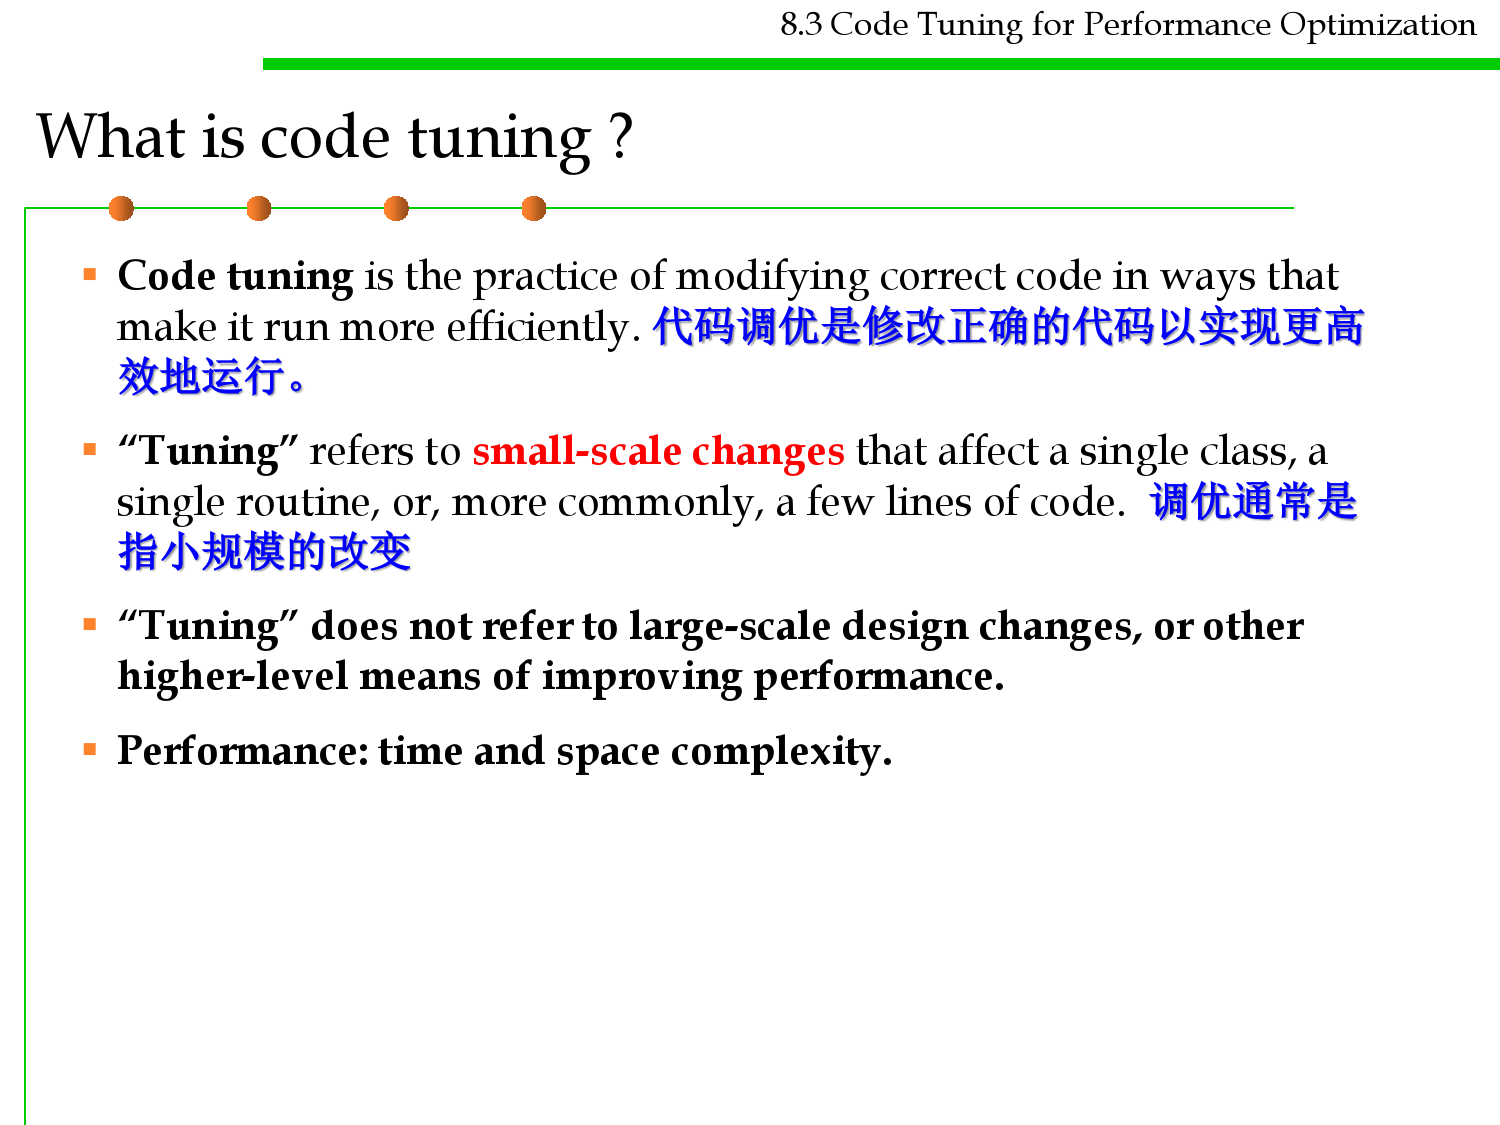 8.3 Code Tuning for Performance Optimization
What is code tuning ?
Code tuning is the practice of modifying correct code in ways that
make it run more efficiently. 代码调优是修改正确的代码以实现更高
效地运行。
“Tuning” refers to small-scale changes that affect a single class, a
single routine, or, more commonly, a few lines of code. 调优通常是
指小规模的改变
“Tuning” does not refer to large-scale design changes, or other
higher-level means of improving performance.
Performance: time and space complexity.